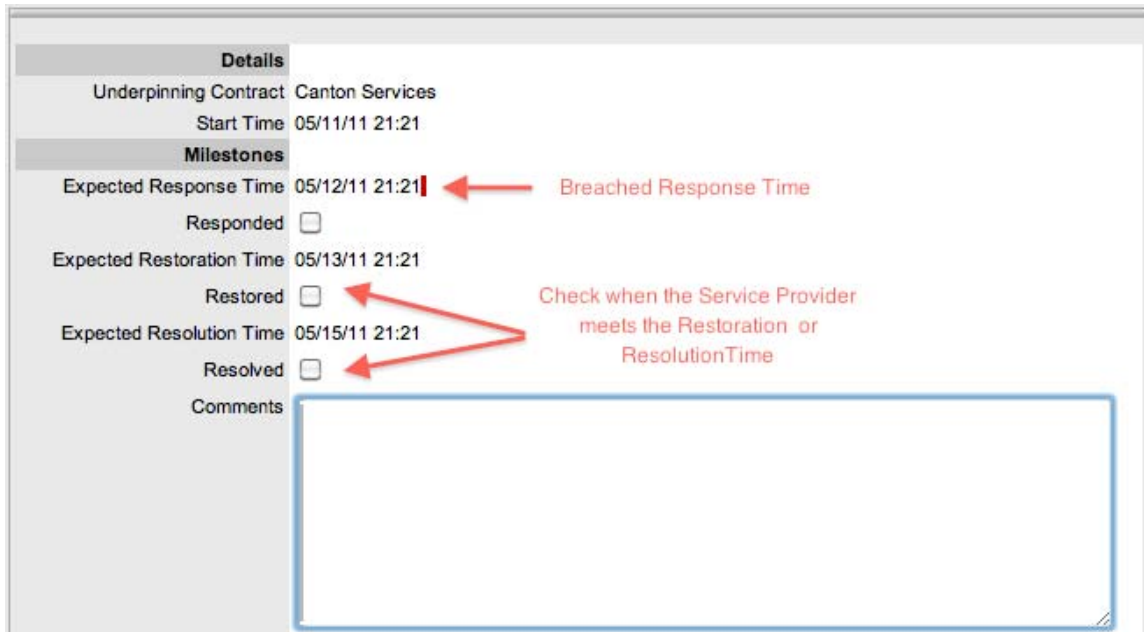 Details
Underpinning Contract Canton Services
Start Time 05/11/11 21:21
Milestones
Expected Response Time 05/12/11 21:21 Breached Response Time
Responded
Expected Restoration Time 05/13/11 21:21
Restored Check when the Service Provider
meets the Restoration or
Expected Resolution Time 05/15/11 21:21
ResolutionTime
Resolved
Comments